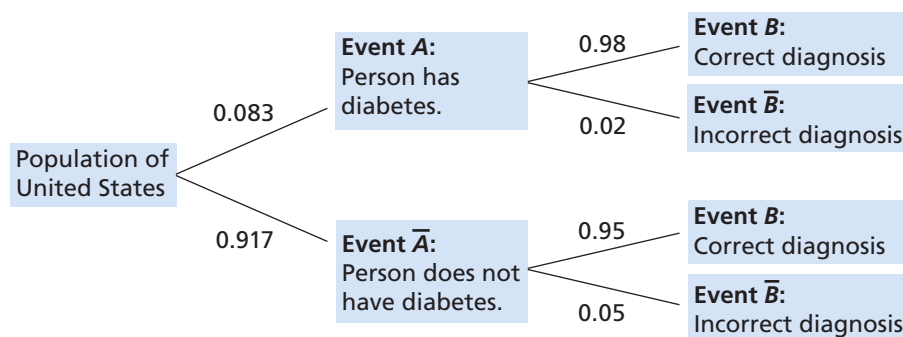 Population of
United States
0.083
0.917
Event A:
Person has
diabetes.
0.98
0.02
Event B:
Correct diagnosis
Event B̅:
Incorrect diagnosis
Event A̅:
Person does not
have diabetes.
0.95
0.05
Event B:
Correct diagnosis
Event B̅:
Incorrect diagnosis